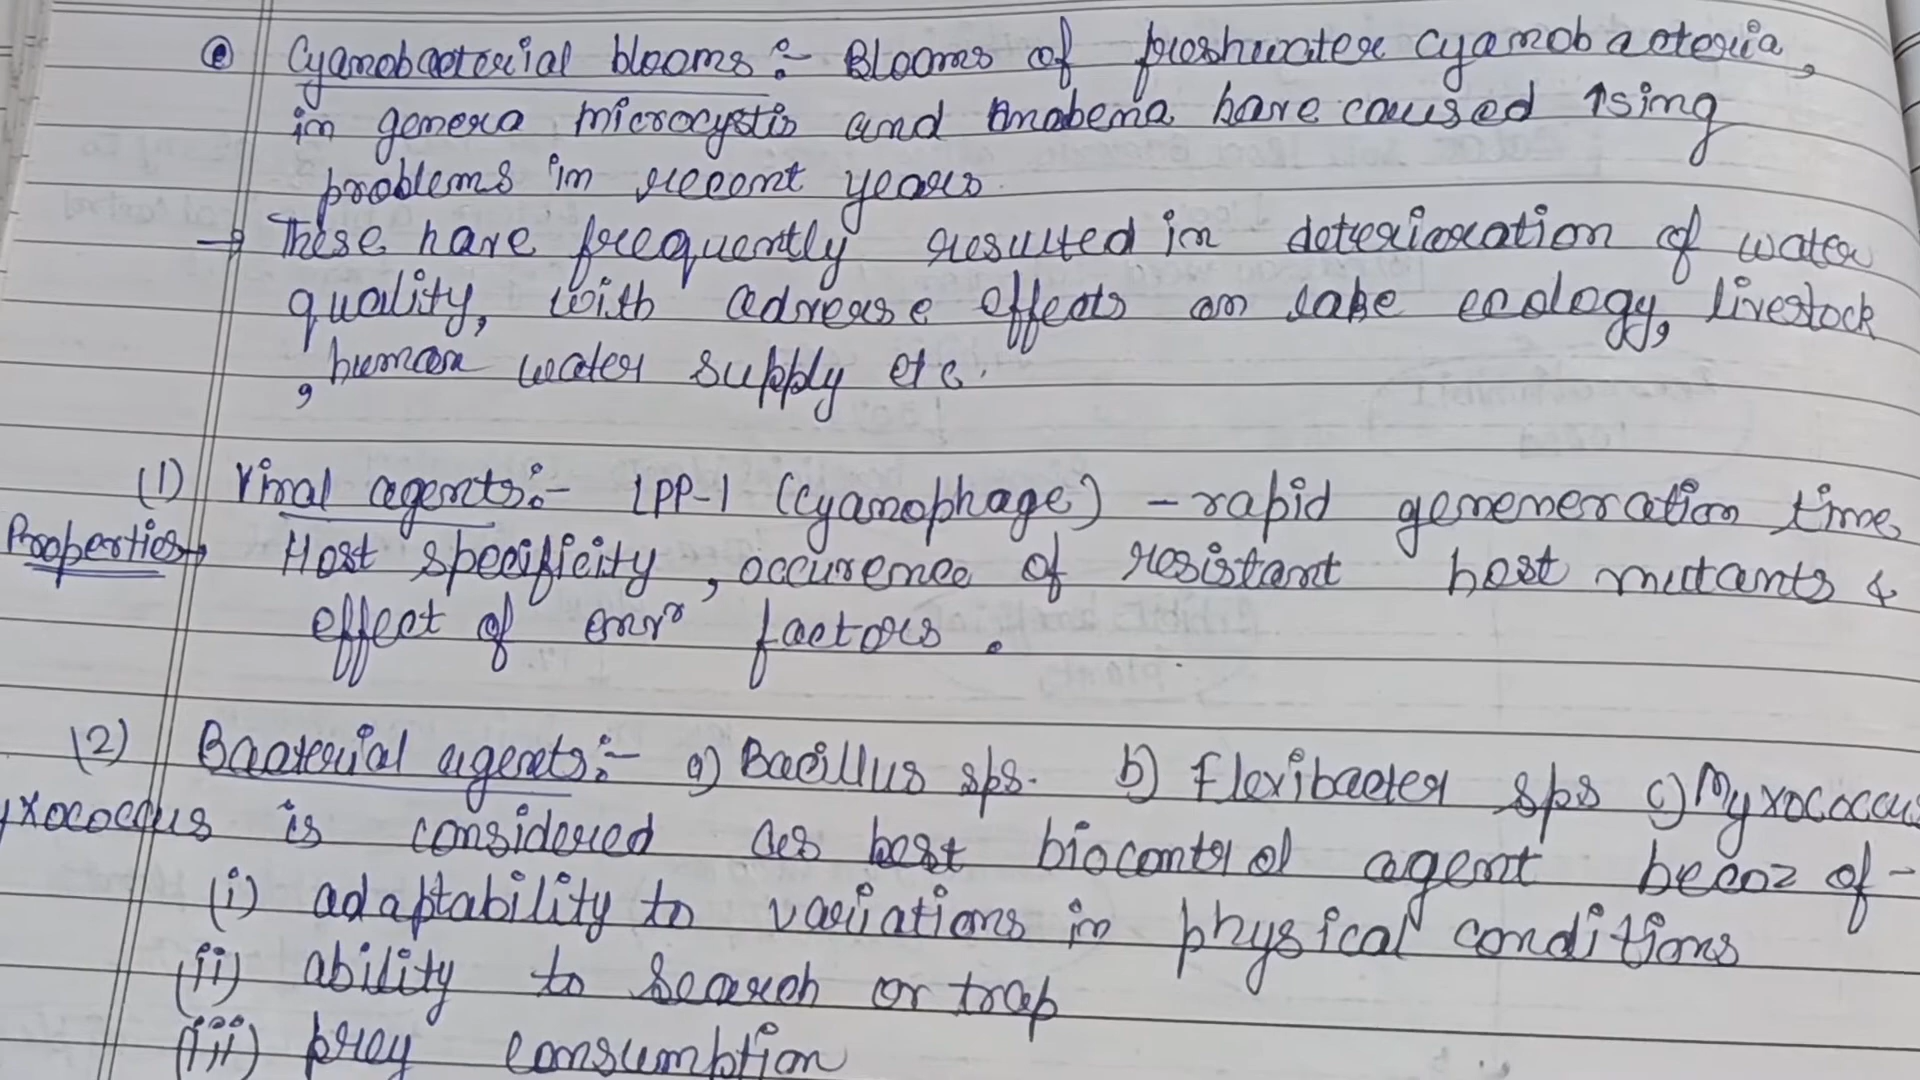 @ Cyanobacterial blooms :- Blooms of freshwater cyanobacteria,
in genera microcystis and Anabena have caused ↑sing
problems in recent years.
→ These have frequently resulted in deterioration of water
quality, with adverse effects on lake ecology, livestock
, human water supply etc.
(1) Viral agents:- LPP-1 (cyanophage) - rapid genemeration time,
Properties→ Host specificity, occurence of resistant host mutants &
effect of envr factors.
(2) Bacterial agents:- a) Bacillus sps. b) Flexibacter sps c) Myxococcus
yxococcus is considered as best biocontrol agent becoz of -
(i) adaptability to variations in physical conditions
(ii) ability to search or trap
(iii) prey consumption